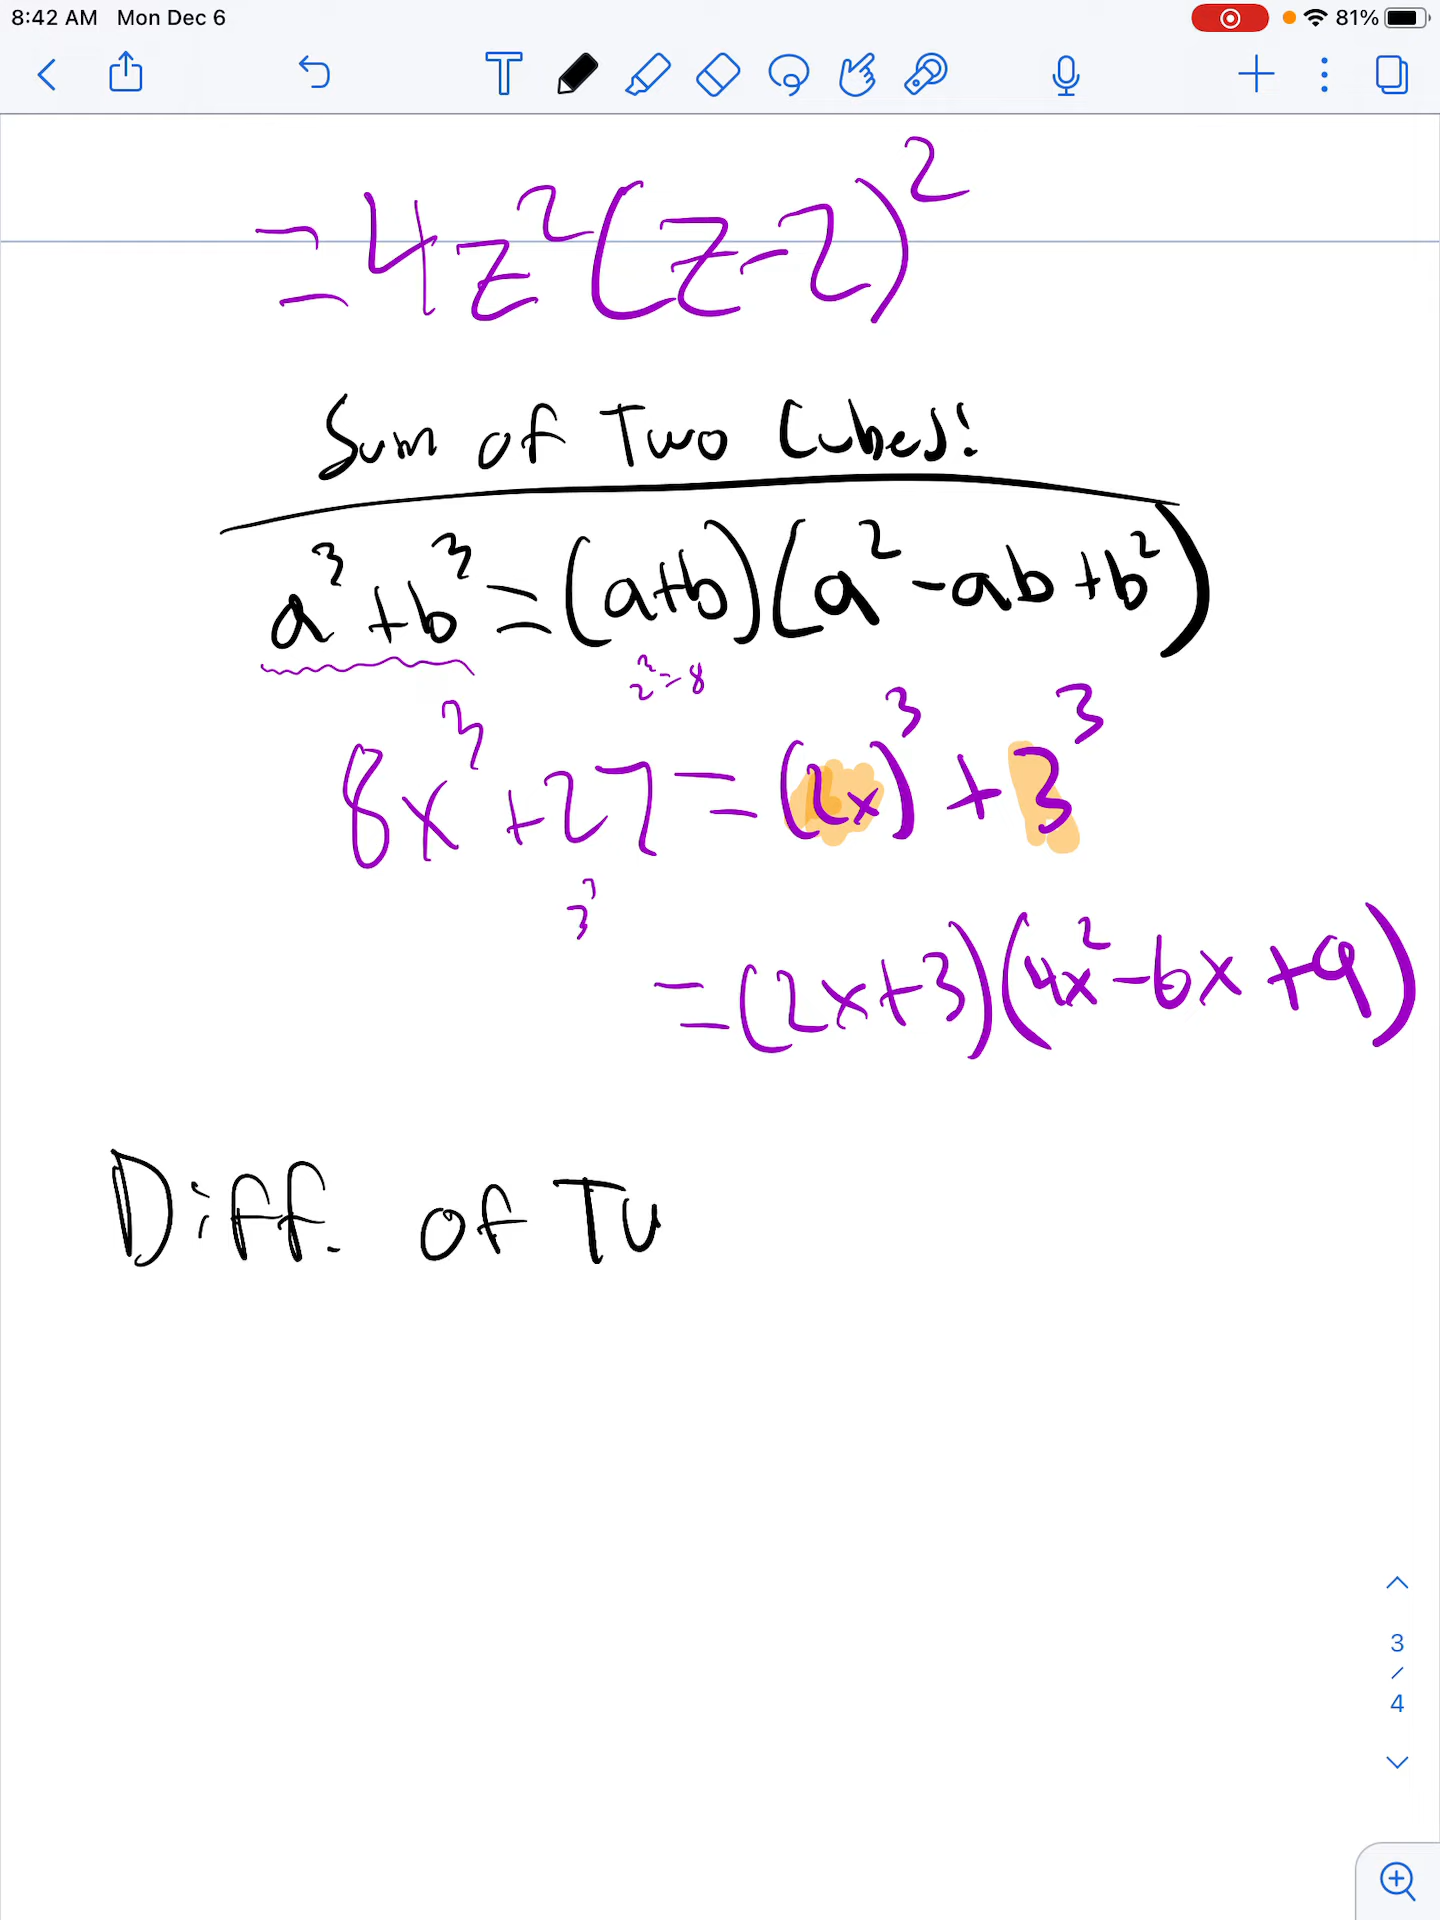 8:42 AM Mon Dec 6 81%
T
= 4z²(z-2)²
Sum of Two Cubes!
a³+b³=(a+b)(a²-ab+b²)
2³=8
8x³+27=(2x)³+3³
3³
=(2x+3)(4x²-6x+9)
Diff. of Tu
3
/
4